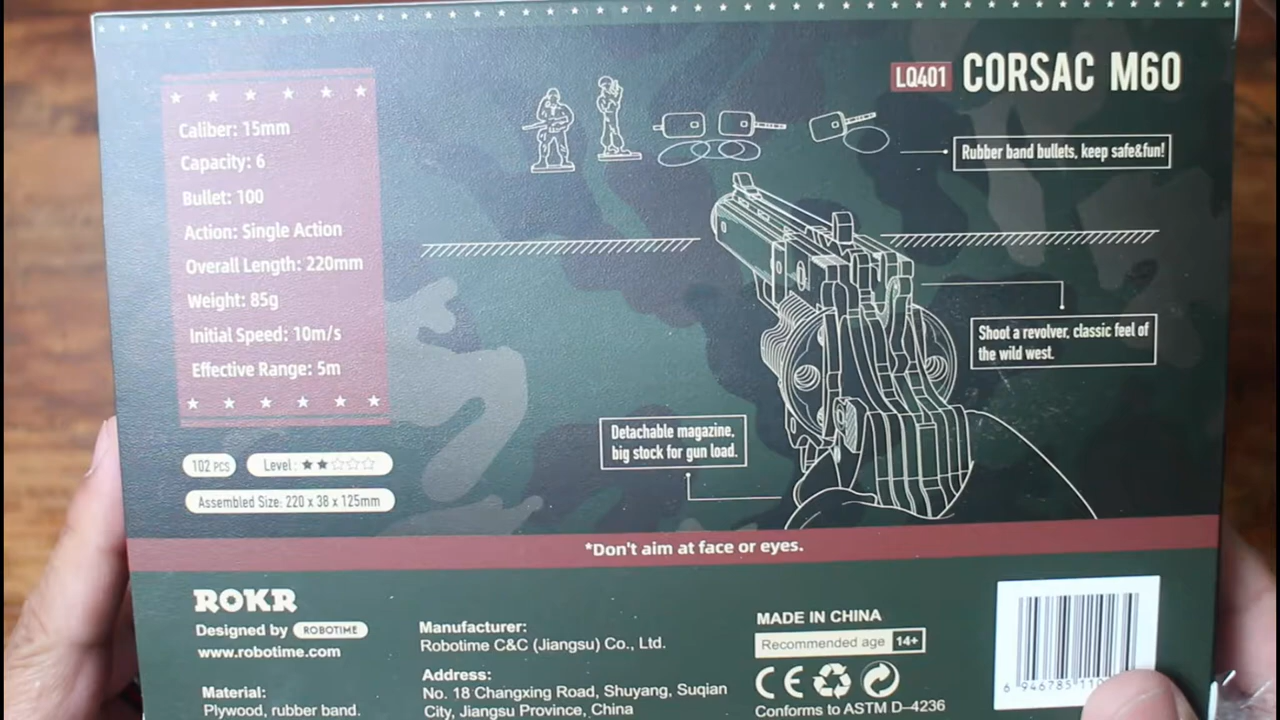 LQ401 CORSAC M60
Caliber: 15mm
Capacity: 6
Bullet: 100
Action: Single Action
Overall Length: 220mm
Weight: 85g
Initial Speed: 10m/s
Effective Range: 5m
Rubber band bullets, keep safe&fun!
Shoot a revolver, classic feel of
the wild west.
Detachable magazine,
big stock for gun load.
102 PCS
Level : ★★☆☆☆
Assembled Size: 220 x 38 x 125mm
*Don't aim at face or eyes.
ROKR
Designed by ROBOTIME
www.robotime.com
Material:
Plywood, rubber band.
Manufacturer:
Robotime C&C (Jiangsu) Co., Ltd.
Address:
No. 18 Changxing Road, Shuyang, Suqian
City, Jiangsu Province, China
MADE IN CHINA
Recommended age 14+
CE
Conforms to ASTM D–4236